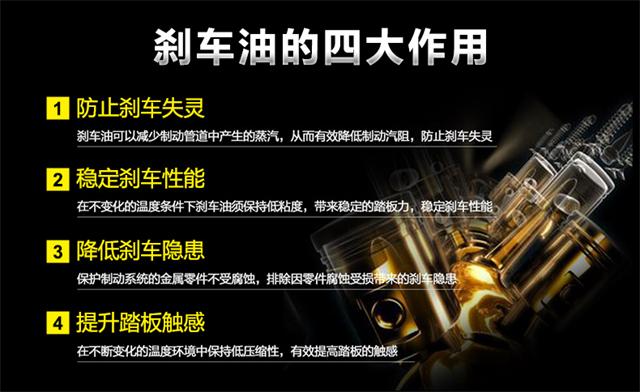 刹车油的四大作用
1 防止刹车失灵
刹车油可以减少制动管道中产生的蒸汽，从而有效降低制动汽阻，防止刹车失灵
2 稳定刹车性能
在不变化的温度条件下刹车油须保持低粘度，带来稳定的踏板力，稳定刹车性能
3 降低刹车隐患
保护制动系统的金属零件不受腐蚀，排除因零件腐蚀受损带来的刹车隐患
4 提升踏板触感
在不断变化的温度环境中保持低压缩性，有效提高踏板的触感